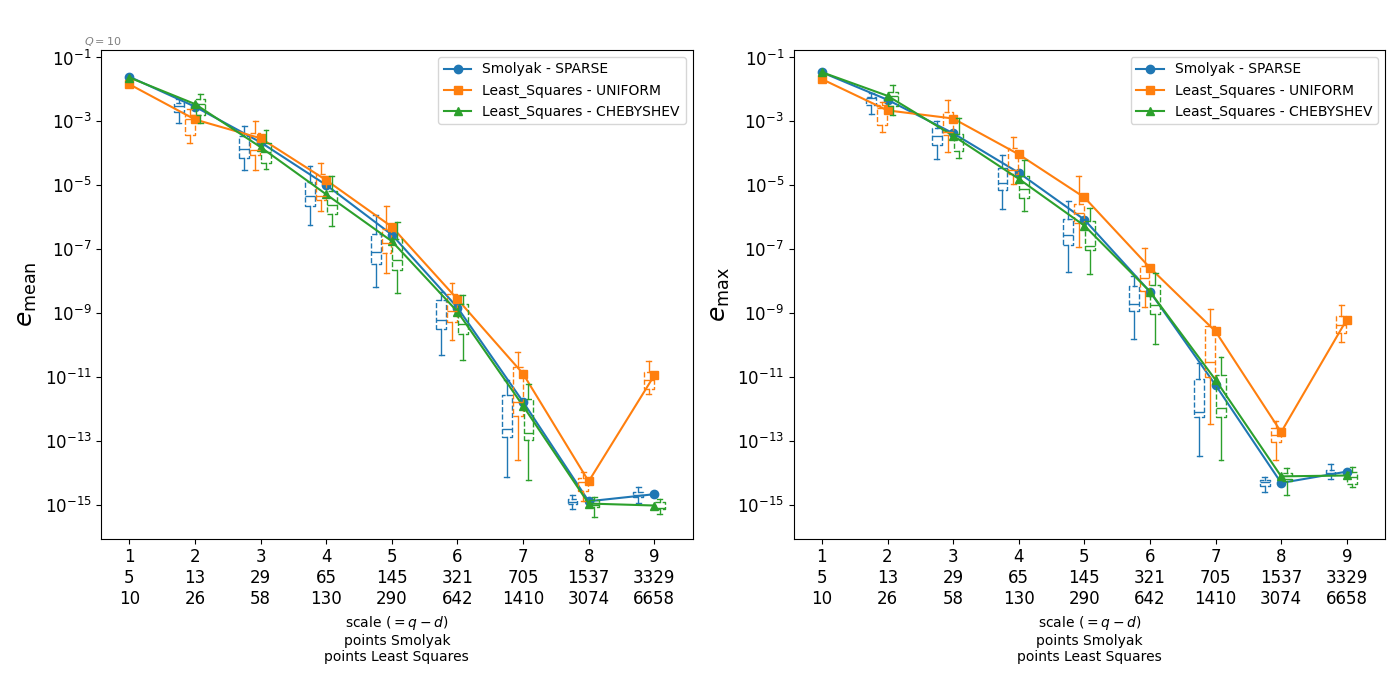 Q = 10
Smolyak - SPARSE
Least_Squares - UNIFORM
Least_Squares - CHEBYSHEV
e_mean
10^−1
10^−3
10^−5
10^−7
10^−9
10^−11
10^−13
10^−15
1 2 3 4 5 6 7 8 9
5 13 29 65 145 321 705 1537 3329
10 26 58 130 290 642 1410 3074 6658
scale (= q − d)
points Smolyak
points Least Squares
Smolyak - SPARSE
Least_Squares - UNIFORM
Least_Squares - CHEBYSHEV
e_max
10^−1
10^−3
10^−5
10^−7
10^−9
10^−11
10^−13
10^−15
1 2 3 4 5 6 7 8 9
5 13 29 65 145 321 705 1537 3329
10 26 58 130 290 642 1410 3074 6658
scale (= q − d)
points Smolyak
points Least Squares